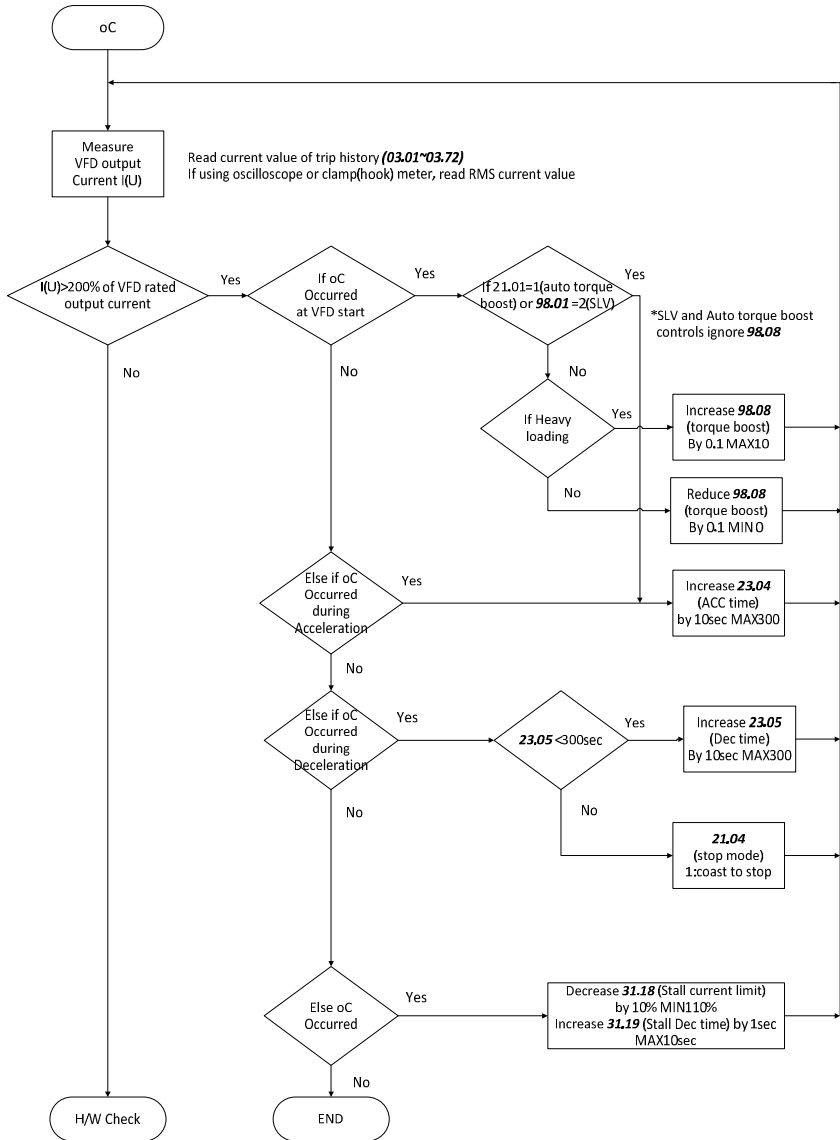 oC
Measure
VFD output
Current I(U)
Read current value of trip history (03.01~03.72)
If using oscilloscope or clamp(hook) meter, read RMS current value
I(U)>200% of VFD rated
output current
Yes
No
If oC
Occurred
at VFD start
Yes
No
If 21.01=1(auto torque
boost) or 98.01 =2(SLV)
Yes
No
*SLV and Auto torque boost
controls ignore 98.08
If Heavy
loading
Yes
No
Increase 98.08
(torque boost)
By 0.1 MAX10
Reduce 98.08
(torque boost)
By 0.1 MIN0
Else if oC
Occurred
during
Acceleration
Yes
No
Increase 23.04
(ACC time)
by 10sec MAX300
Else if oC
Occurred
during
Deceleration
Yes
No
23.05 <300sec
Yes
No
Increase 23.05
(Dec time)
By 10sec MAX300
21.04
(stop mode)
1:coast to stop
Else oC
Occurred
Yes
No
Decrease 31.18 (Stall current limit)
by 10% MIN110%
Increase 31.19 (Stall Dec time) by 1sec
MAX10sec
H/W Check
END